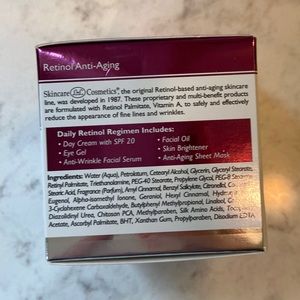 Retinol Anti-Aging
Skincare LdeL Cosmetics®, the original Retinol-based anti-aging skincare
line, was developed in 1987. These proprietary and multi-benefit products
are formulated with Retinol Palmitate, Vitamin A, to safely and effectively
reduce the appearance of fine lines and wrinkles.
Daily Retinol Regimen Includes:
• Day Cream with SPF 20
• Eye Gel
• Anti-Wrinkle Facial Serum
• Facial Oil
• Skin Brightener
• Anti-Aging Sheet Mask
Ingredients: Water (Aqua), Petrolatum, Cetearyl Alcohol, Glycerin, Glyceryl Stearate,
Retinyl Palmitate, Triethanolamine, PEG-40 Stearate, Propylene Glycol, PEG-8 Stearate,
Stearic Acid, Fragrance (Parfum), Amyl Cinnamal, Benzyl Salicylate, Citronellol,
Eugenol, Alpha-isomethyl Ionone, Geraniol, Hexyl Cinnamal,
3-Cyclohexene Carboxaldehyde, Butylphenyl Methylpropional, Linalool,
Diazolidinyl Urea, Chitosan PCA, Methylparaben, Silk Amino Acids,
Acetate, Ascorbyl Palmitate, BHT, Xanthan Gum, Propylparaben, Disodium EDTA